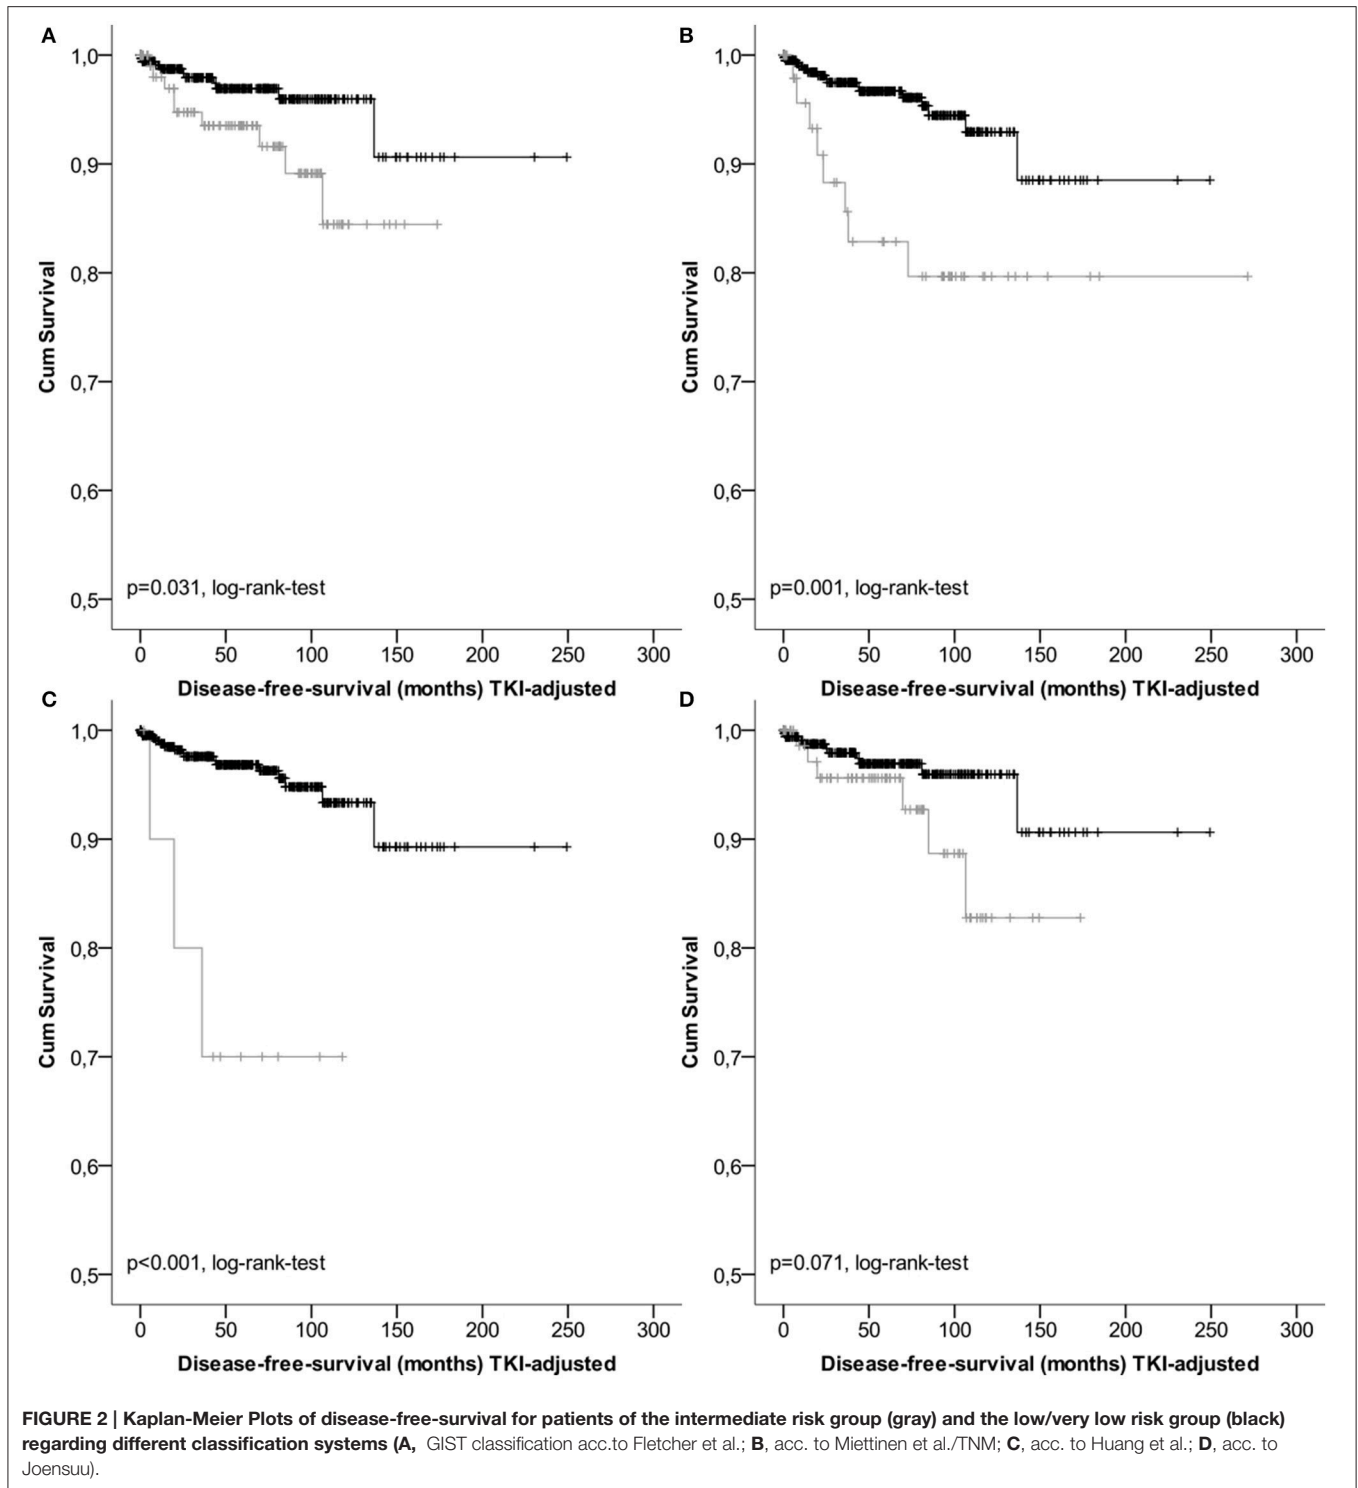 A
1,0
0,9
0,8
0,7
0,6
0,5
Cum Survival
p=0.031, log-rank-test
0 50 100 150 200 250 300
Disease-free-survival (months) TKI-adjusted
B
1,0
0,9
0,8
0,7
0,6
0,5
Cum Survival
p=0.001, log-rank-test
0 50 100 150 200 250 300
Disease-free-survival (months) TKI-adjusted
C
1,0
0,9
0,8
0,7
0,6
0,5
Cum Survival
p<0.001, log-rank-test
0 50 100 150 200 250 300
Disease-free-survival (months) TKI-adjusted
D
1,0
0,9
0,8
0,7
0,6
0,5
Cum Survival
p=0.071, log-rank-test
0 50 100 150 200 250 300
Disease-free-survival (months) TKI-adjusted
FIGURE 2 | Kaplan-Meier Plots of disease-free-survival for patients of the intermediate risk group (gray) and the low/very low risk group (black)
regarding different classification systems (A, GIST classification acc.to Fletcher et al.; B, acc. to Miettinen et al./TNM; C, acc. to Huang et al.; D, acc. to
Joensuu).